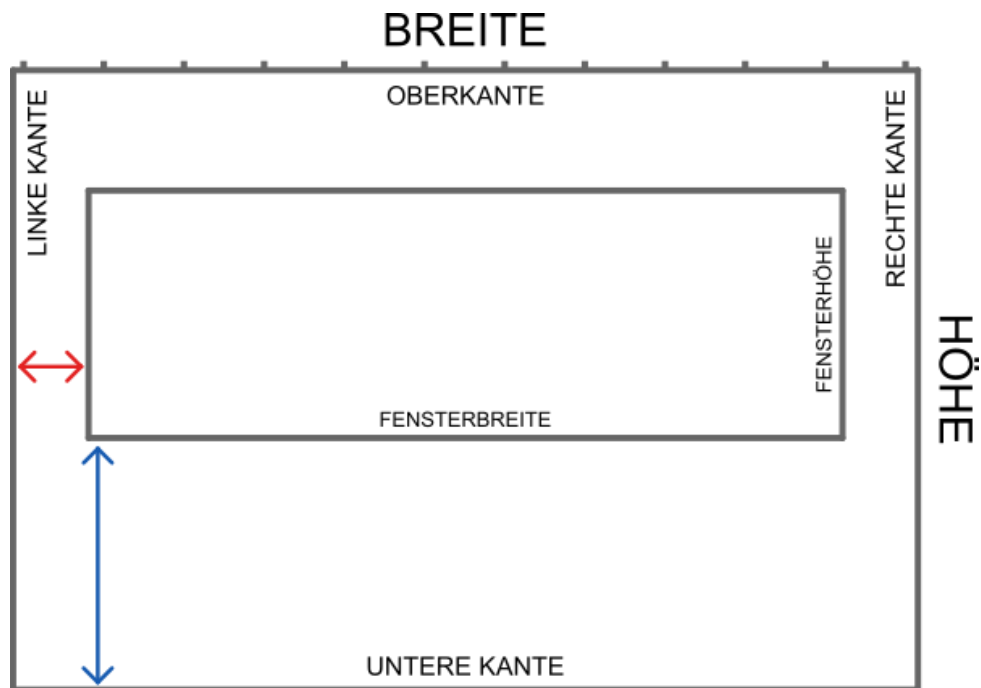 BREITE
OBERKANTE
LINKE KANTE
RECHTE KANTE
FENSTERHÖHE
HÖHE
FENSTERBREITE
UNTERE KANTE